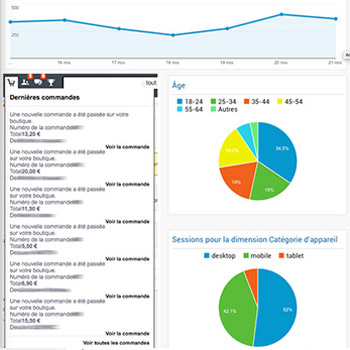 500
250
16 nov
17 nov
18 nov
19 nov
20 nov
21 nov
5
5
tout
Dernières commandes
Une nouvelle commande a été passée sur votre
boutique.
Numéro de la commande
Total13,20 €
De
Voir la commande
Une nouvelle commande a été passée
sur votre boutique.
Numéro de la commande
Total20,00 €
De
Voir la commande
Une nouvelle commande a été passée
sur votre boutique.
Numéro de la commande
Total11,50 €
De
Voir la commande
Une nouvelle commande a été passée
sur votre boutique.
Numéro de la commande
Total5,50 €
De
Voir la commande
Une nouvelle commande a été passée
sur votre boutique.
Numéro de la commande
Total6,90 €
De
Voir la commande
Une nouvelle commande a été passée
sur votre boutique.
Numéro de la commande
Total15,50 €
De
Voir la commande
Voir toutes les commandes
Âge
18-24 25-34 35-44 45-54
55-64 Autres
34,5%
19%
18%
Sessions pour la dimension Catégorie d'appareil
desktop mobile tablet
42,1%
52%